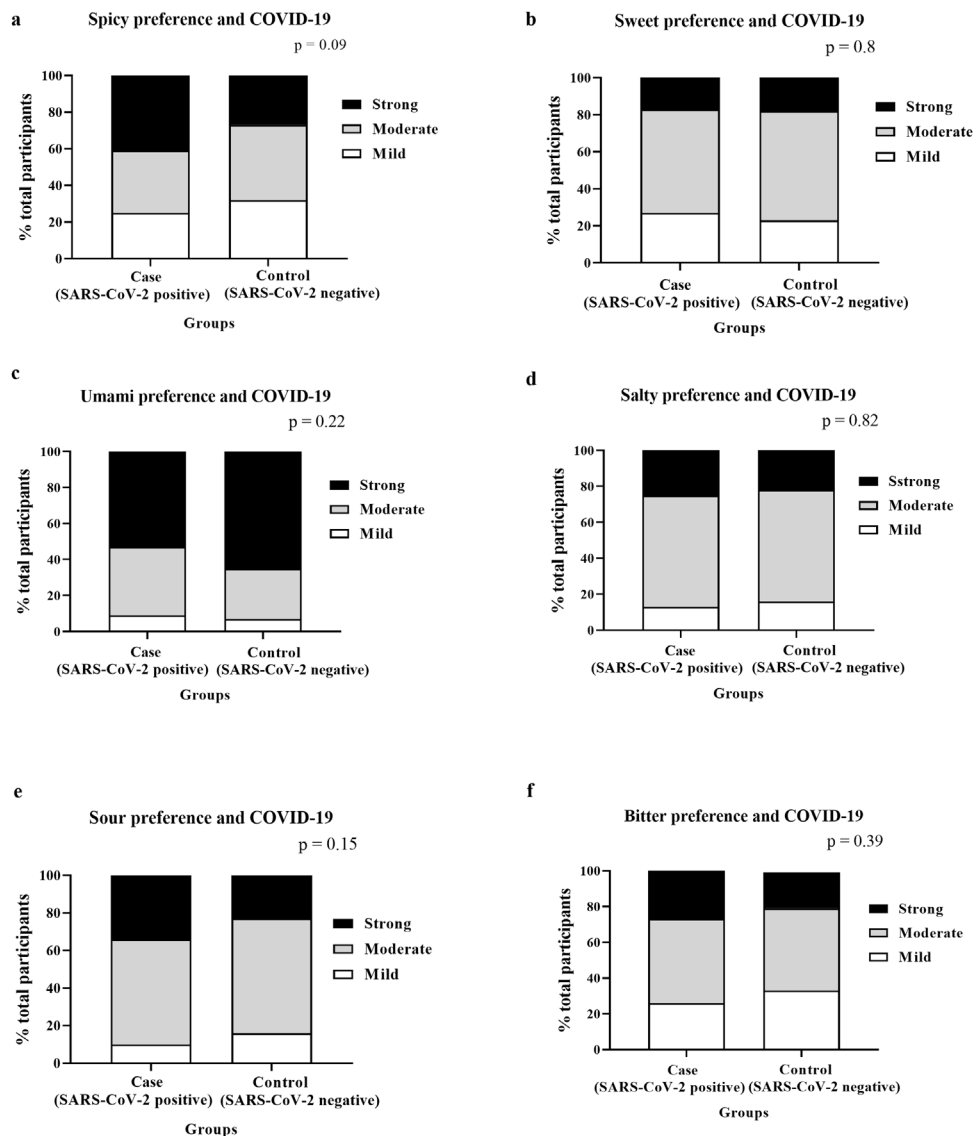 a
Spicy preference and COVID-19
p = 0.09
% total participants
100
80
60
40
20
0
Strong
Moderate
Mild
Case
(SARS-CoV-2 positive)
Control
(SARS-CoV-2 negative)
Groups
b
Sweet preference and COVID-19
p = 0.8
% total participants
100
80
60
40
20
0
Strong
Moderate
Mild
Case
(SARS-CoV-2 positive)
Control
(SARS-CoV-2 negative)
Groups
c
Umami preference and COVID-19
p = 0.22
% total participants
100
80
60
40
20
0
Strong
Moderate
Mild
Case
(SARS-CoV-2 positive)
Control
(SARS-CoV-2 negative)
Groups
d
Salty preference and COVID-19
p = 0.82
% total participants
100
80
60
40
20
0
Sstrong
Moderate
Mild
Case
(SARS-CoV-2 positive)
Control
(SARS-CoV-2 negative)
Groups
e
Sour preference and COVID-19
p = 0.15
% total participants
100
80
60
40
20
0
Strong
Moderate
Mild
Case
(SARS-CoV-2 positive)
Control
(SARS-CoV-2 negative)
Groups
f
Bitter preference and COVID-19
p = 0.39
% total participants
100
80
60
40
20
0
Strong
Moderate
Mild
Case
(SARS-CoV-2 positive)
Control
(SARS-CoV-2 negative)
Groups